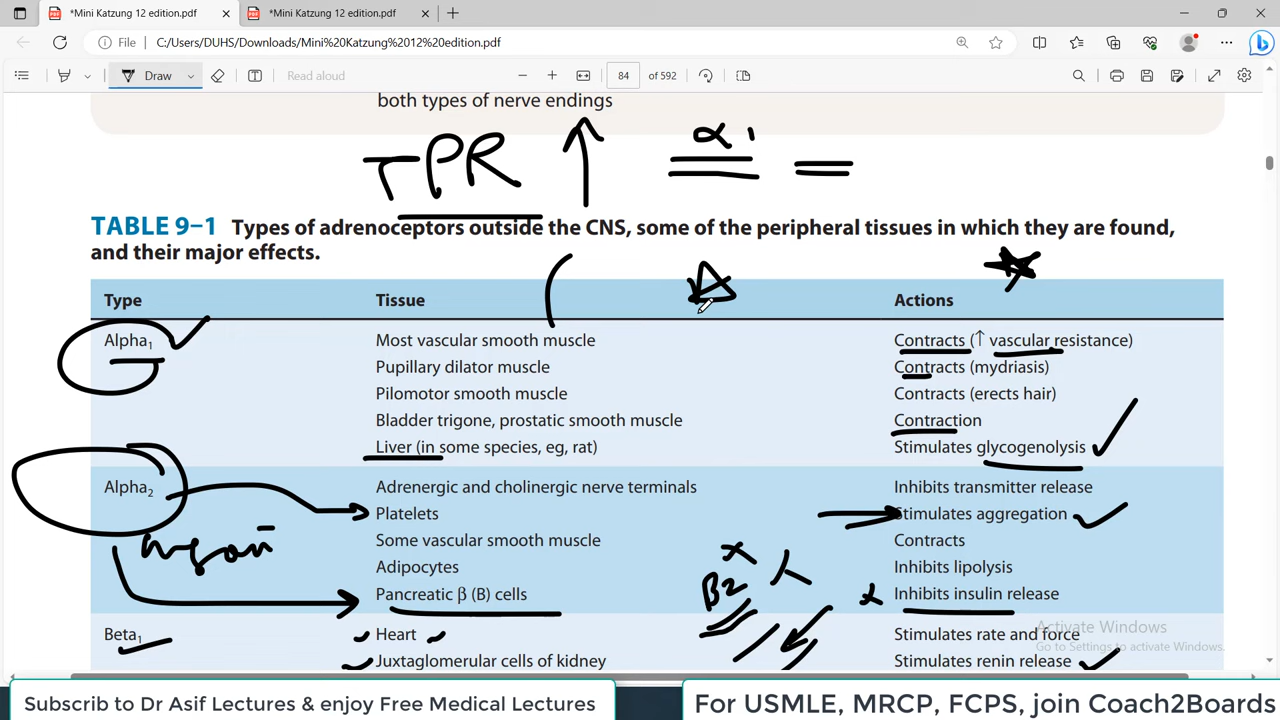 *Mini Katzung 12 edition.pdf
*Mini Katzung 12 edition.pdf
File
C:/Users/DUHS/Downloads/Mini%20Katzung%2012%20edition.pdf
Draw
Read aloud
84 of 592
both types of nerve endings
TPR ↑ α1 =
TABLE 9–1 Types of adrenoceptors outside the CNS, some of the peripheral tissues in which they are found,
and their major effects.
Type Tissue Actions
Alpha₁ Most vascular smooth muscle Contracts (↑ vascular resistance)
Pupillary dilator muscle Contracts (mydriasis)
Pilomotor smooth muscle Contracts (erects hair)
Bladder trigone, prostatic smooth muscle Contraction
Liver (in some species, eg, rat) Stimulates glycogenolysis
Alpha₂ Adrenergic and cholinergic nerve terminals Inhibits transmitter release
Platelets Stimulates aggregation
Some vascular smooth muscle Contracts
Adipocytes Inhibits lipolysis
β2
Pancreatic β (B) cells Inhibits insulin release
Activate Windows
Beta₁ Heart Stimulates rate and force
Go to Settings to activate Windows.
Juxtaglomerular cells of kidney Stimulates renin release
Subscrib to Dr Asif Lectures & enjoy Free Medical Lectures
For USMLE, MRCP, FCPS, join Coach2Boards